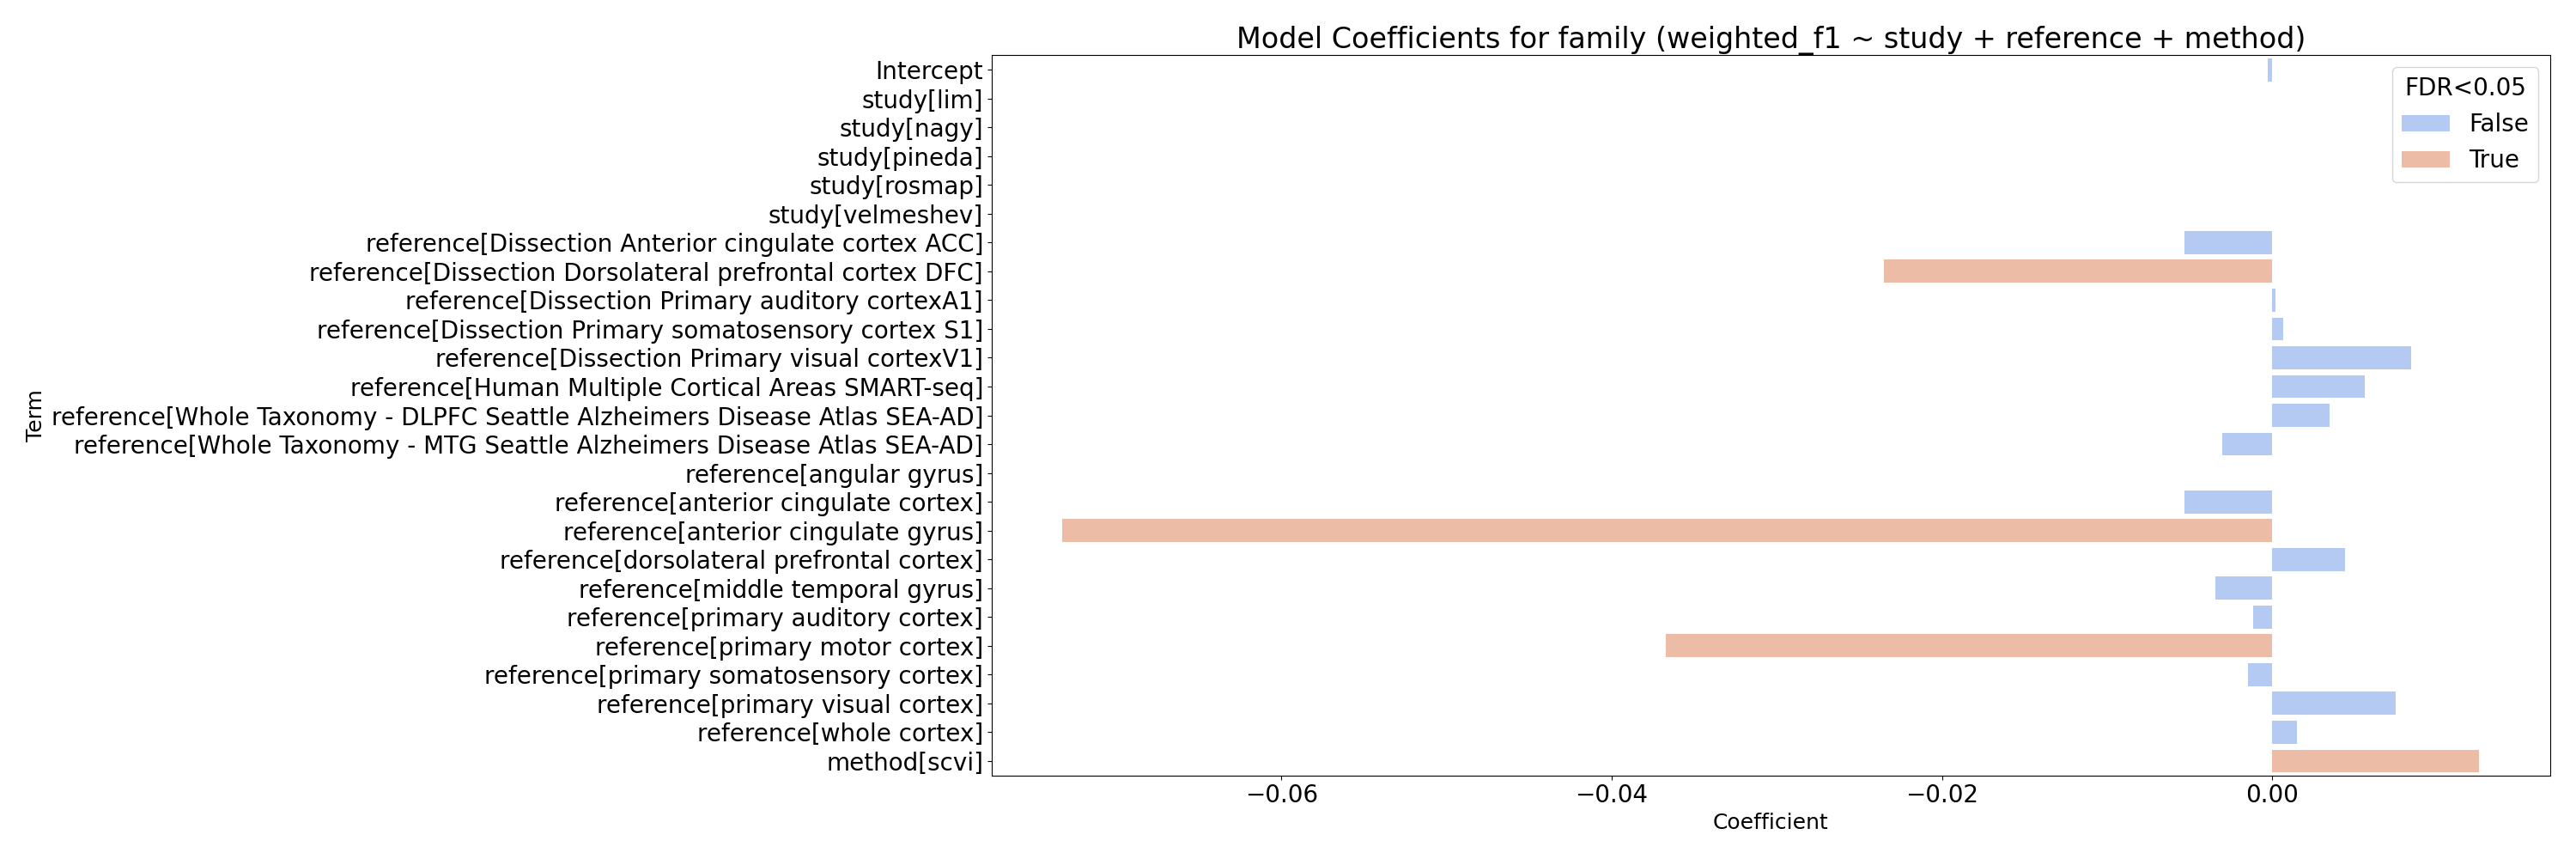 Model Coefficients for family (weighted_f1 ~ study + reference + method)
Intercept
study[lim]
study[nagy]
study[pineda]
study[rosmap]
study[velmeshev]
reference[Dissection Anterior cingulate cortex ACC]
reference[Dissection Dorsolateral prefrontal cortex DFC]
reference[Dissection Primary auditory cortexA1]
reference[Dissection Primary somatosensory cortex S1]
reference[Dissection Primary visual cortexV1]
reference[Human Multiple Cortical Areas SMART-seq]
reference[Whole Taxonomy - DLPFC Seattle Alzheimers Disease Atlas SEA-AD]
reference[Whole Taxonomy - MTG Seattle Alzheimers Disease Atlas SEA-AD]
reference[angular gyrus]
reference[anterior cingulate cortex]
reference[anterior cingulate gyrus]
reference[dorsolateral prefrontal cortex]
reference[middle temporal gyrus]
reference[primary auditory cortex]
reference[primary motor cortex]
reference[primary somatosensory cortex]
reference[primary visual cortex]
reference[whole cortex]
method[scvi]
Term
FDR<0.05
False
True
−0.06 −0.04 −0.02 0.00
Coefficient